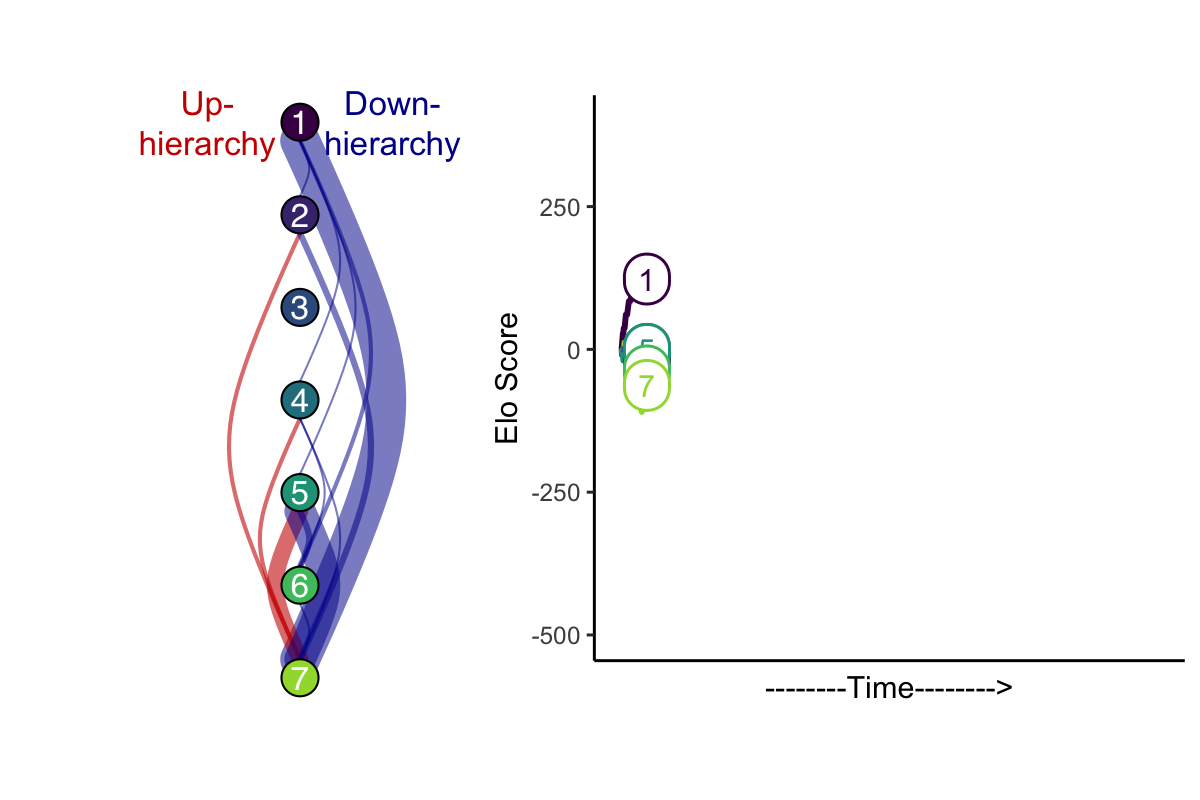 Up-
hierarchy
Down-
hierarchy
1
2
3
4
5
6
7
Elo Score
250
0
-250
-500
1
7
--------Time-------->